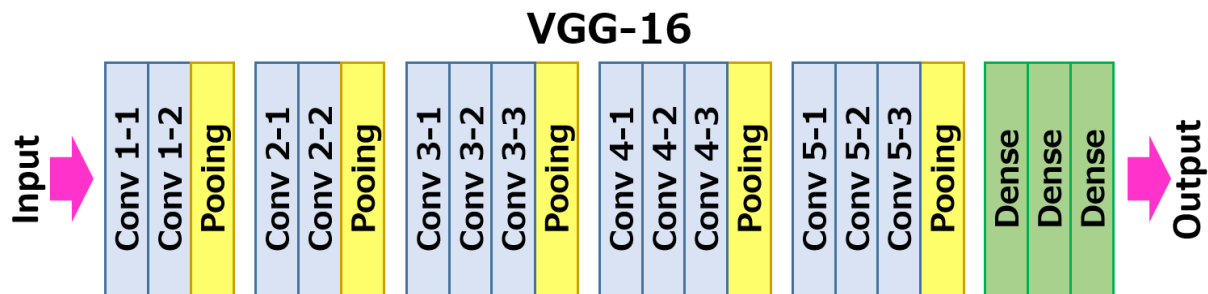 VGG-16
Input
Conv 1-1
Conv 1-2
Pooing
Conv 2-1
Conv 2-2
Pooing
Conv 3-1
Conv 3-2
Conv 3-3
Pooing
Conv 4-1
Conv 4-2
Conv 4-3
Pooing
Conv 5-1
Conv 5-2
Conv 5-3
Pooing
Dense
Dense
Dense
Output